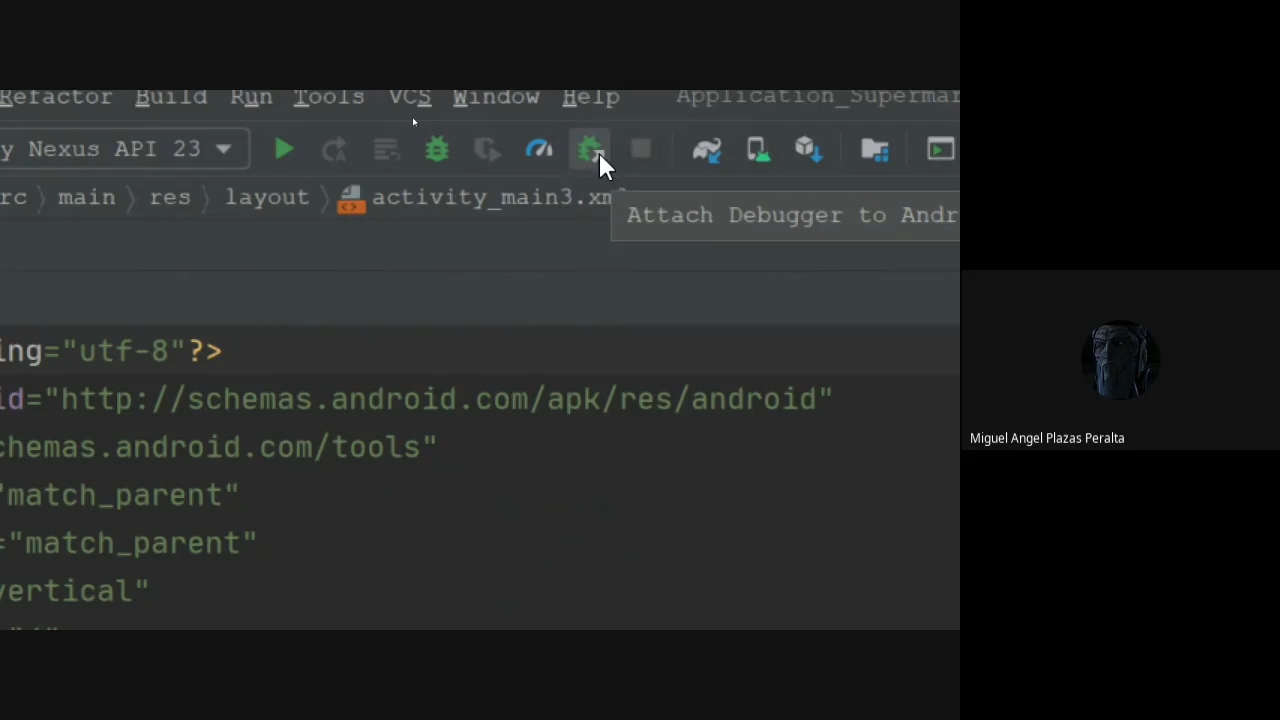 Refactor Build Run Tools VCS Window Help Application_Supermar
y Nexus API 23
rc main res layout activity_main3.xml
Attach Debugger to Andr
ing="utf-8"?>
id="http://schemas.android.com/apk/res/android"
chemas.android.com/tools"
"match_parent"
="match_parent"
vertical"
Miguel Angel Plazas Peralta